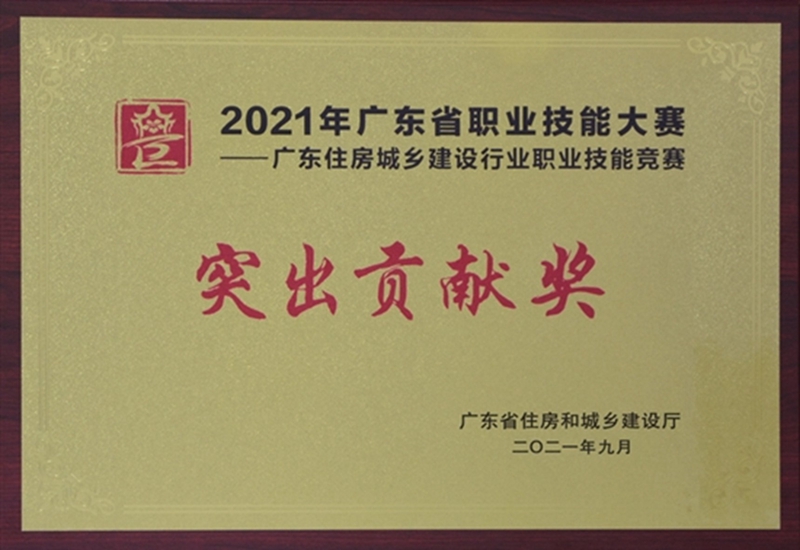 2021年广东省职业技能大赛
——广东住房城乡建设行业职业技能竞赛
突出贡献奖
广东省住房和城乡建设厅
二〇二一年九月